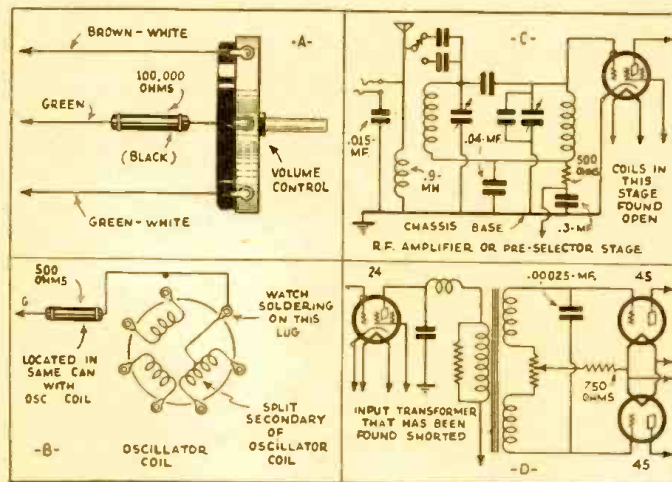 -A-
BROWN-WHITE
100,000
OHMS
GREEN
(BLACK)
VOLUME
CONTROL
GREEN-WHITE
-C-
.015-
MF.
.04-MF.
.9-
MH
500
OHMS
.3-MF
COILS IN
THIS
STAGE
FOUND
OPEN
CHASSIS BASE
R.F. AMPLIFIER OR PRE-SELECTOR STAGE
500
OHMS
G
LOCATED IN
SAME CAN
WITH
OSC COIL
WATCH
SOLDERING
ON THIS
LUG
SPLIT
SECONDARY
OF
OSCILLATOR
COIL
-B-
OSCILLATOR
COIL
24
.00025-MF.
45
INPUT TRANSFORMER
THAT HAS BEEN
FOUND SHORTED
750
OHMS
-D-
45